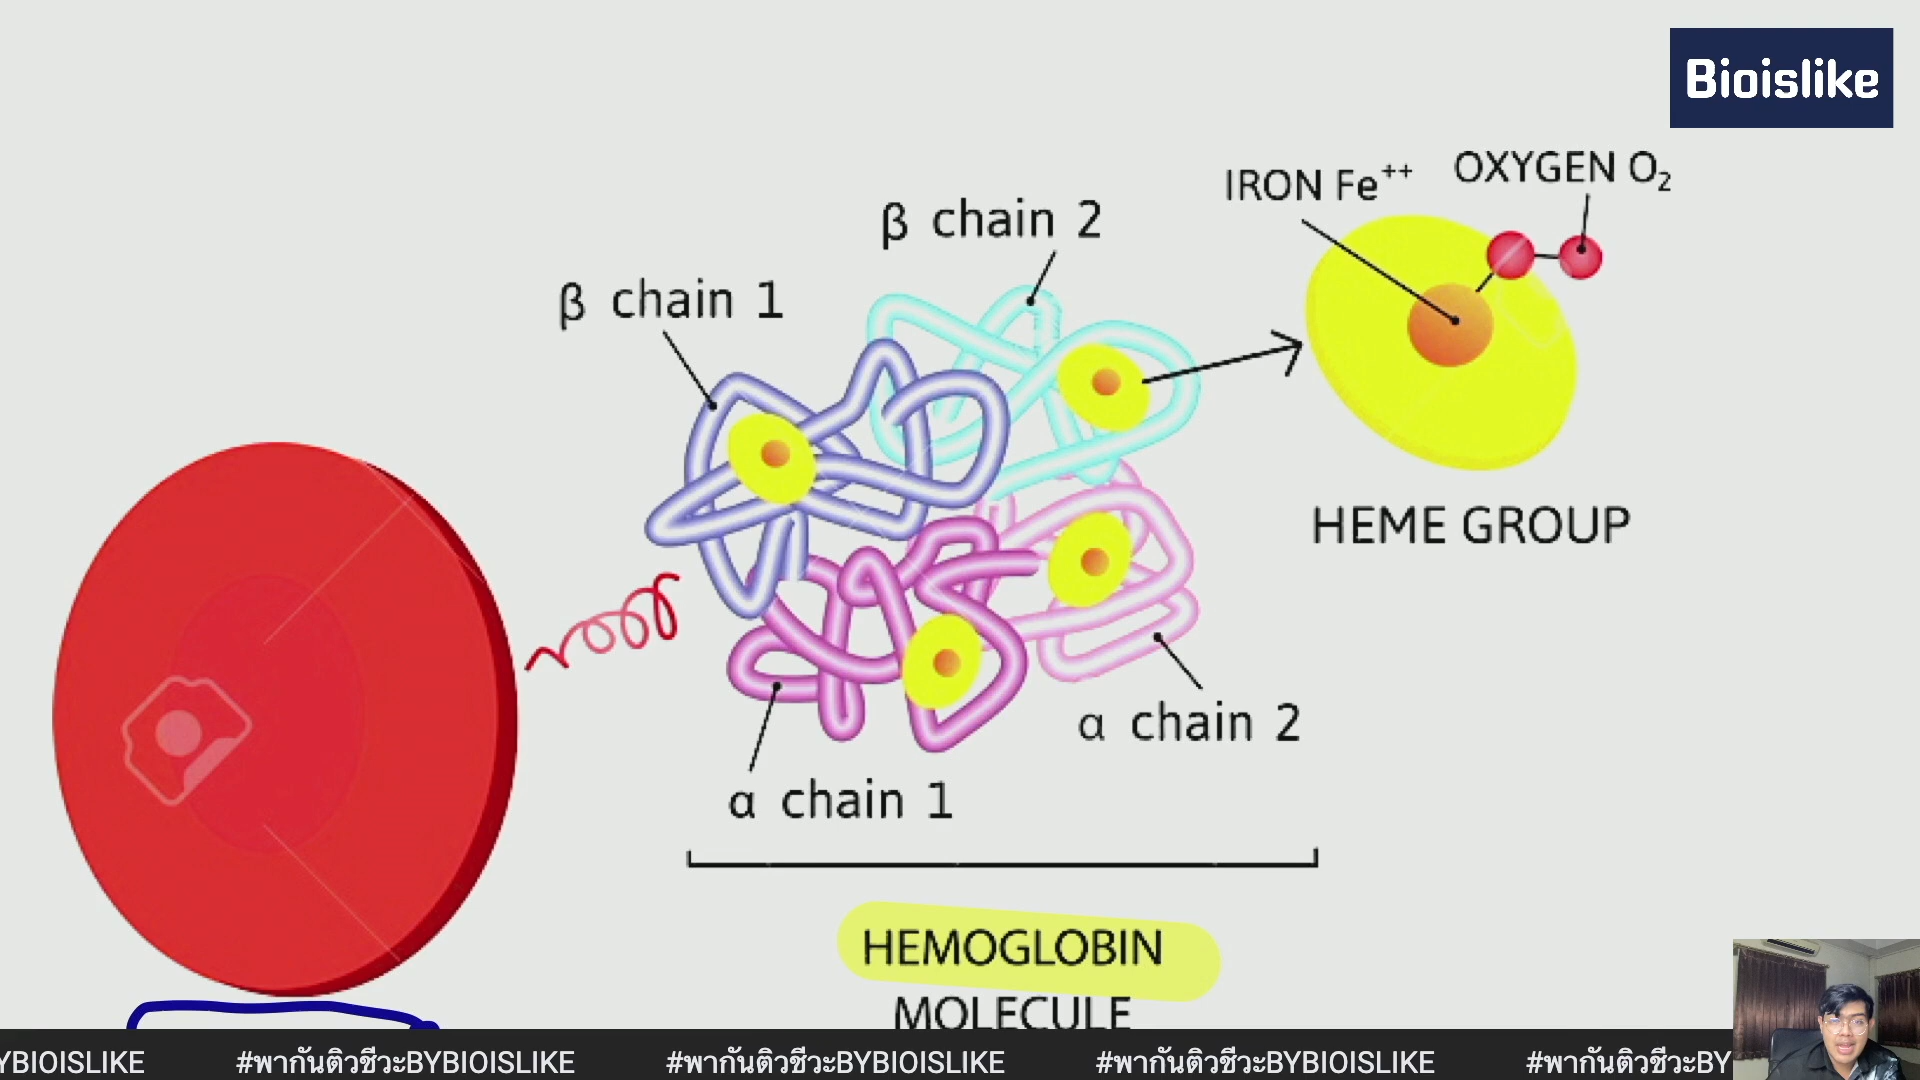 Bioislike
IRON Fe⁺⁺
OXYGEN O₂
β chain 2
β chain 1
HEME GROUP
α chain 2
α chain 1
HEMOGLOBIN
MOLECULE
YBIOISLIKE #พากันติวชีวะBYBIOISLIKE #พากันติวชีวะBYBIOISLIKE #พากันติวชีวะBYBIOISLIKE #พากันติวชีวะBY